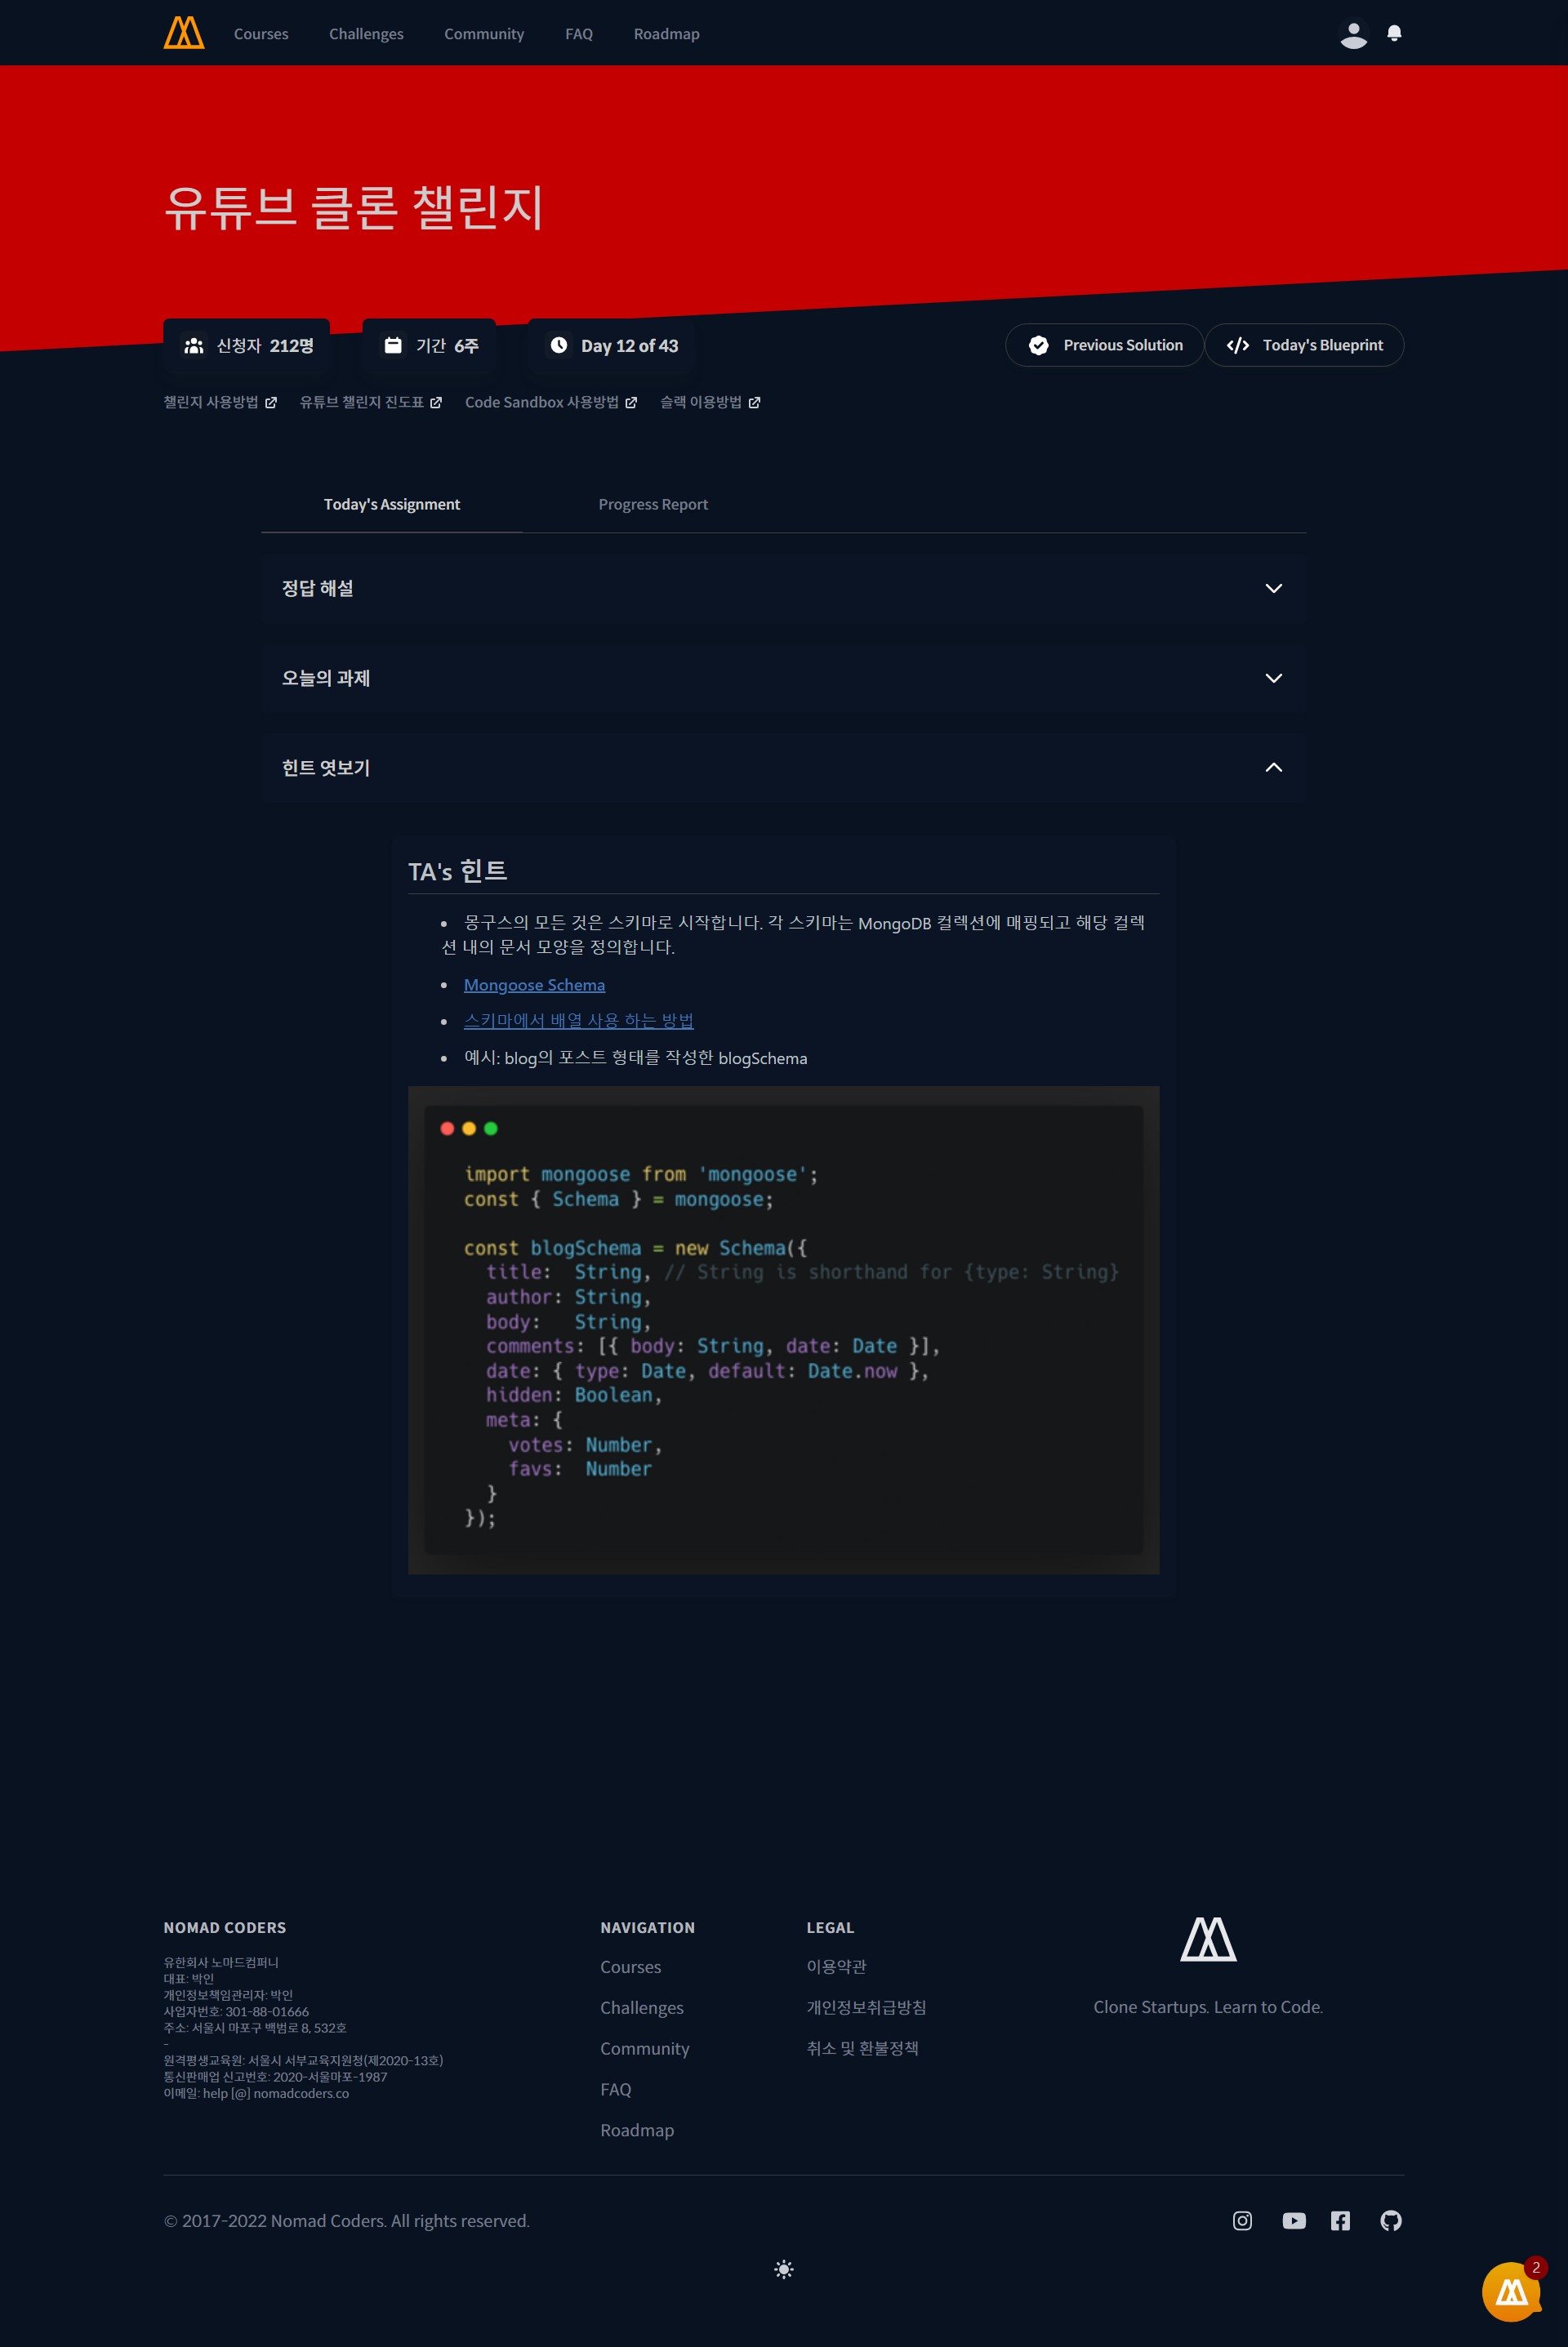 Courses Challenges Community FAQ Roadmap
유튜브 클론 챌린지
신청자 212명 기간 6주 Day 12 of 43 Previous Solution Today's Blueprint
챌린지 사용방법 유튜브 챌린지 진도표 Code Sandbox 사용방법 슬랙 이용방법
Today's Assignment Progress Report
정답 해설
오늘의 과제
힌트 엿보기
TA's 힌트
• 몽구스의 모든 것은 스키마로 시작합니다. 각 스키마는 MongoDB 컬렉션에 매핑되고 해당 컬렉
션 내의 문서 모양을 정의합니다.
• Mongoose Schema
• 스키마에서 배열 사용 하는 방법
• 예시: blog의 포스트 형태를 작성한 blogSchema
import mongoose from 'mongoose';
const { Schema } = mongoose;
const blogSchema = new Schema({
title:  String, // String is shorthand for {type: String}
author: String,
body:   String,
comments: [{ body: String, date: Date }],
date: { type: Date, default: Date.now },
hidden: Boolean,
meta: {
votes: Number,
favs:  Number
}
});
NOMAD CODERS
유한회사 노마드컴퍼니
대표: 박인
개인정보책임관리자: 박인
사업자번호: 301-88-01666
주소: 서울시 마포구 백범로 8, 532호
-
원격평생교육원: 서울시 서부교육지원청(제2020-13호)
통신판매업 신고번호: 2020-서울마포-1987
이메일: help [@] nomadcoders.co
NAVIGATION
Courses
Challenges
Community
FAQ
Roadmap
LEGAL
이용약관
개인정보취급방침
취소 및 환불정책
Clone Startups. Learn to Code.
© 2017-2022 Nomad Coders. All rights reserved.
2